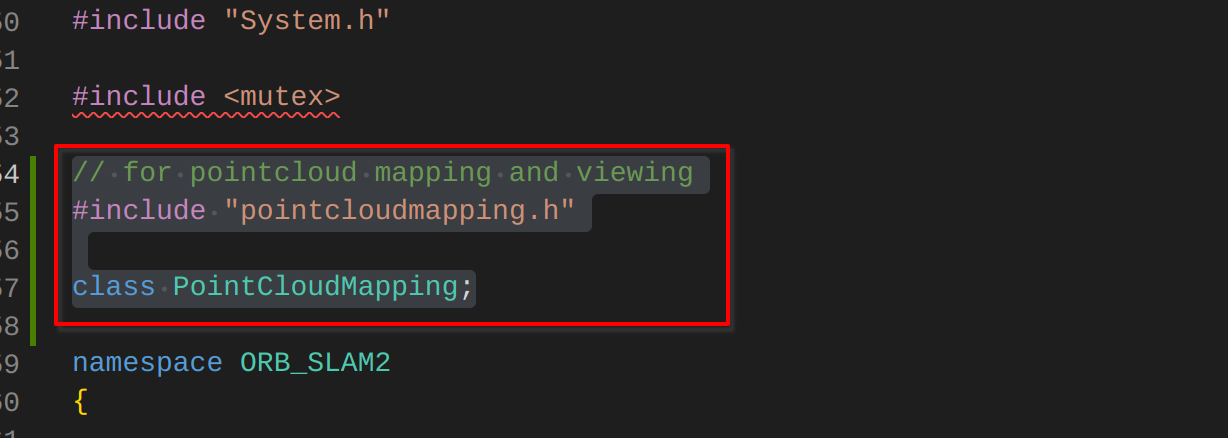 50 #include "System.h"
51
52 #include <mutex>
53
54 // for pointcloud mapping and viewing
55 #include "pointcloudmapping.h"
56
57 class PointCloudMapping;
58
59 namespace ORB_SLAM2
60 {